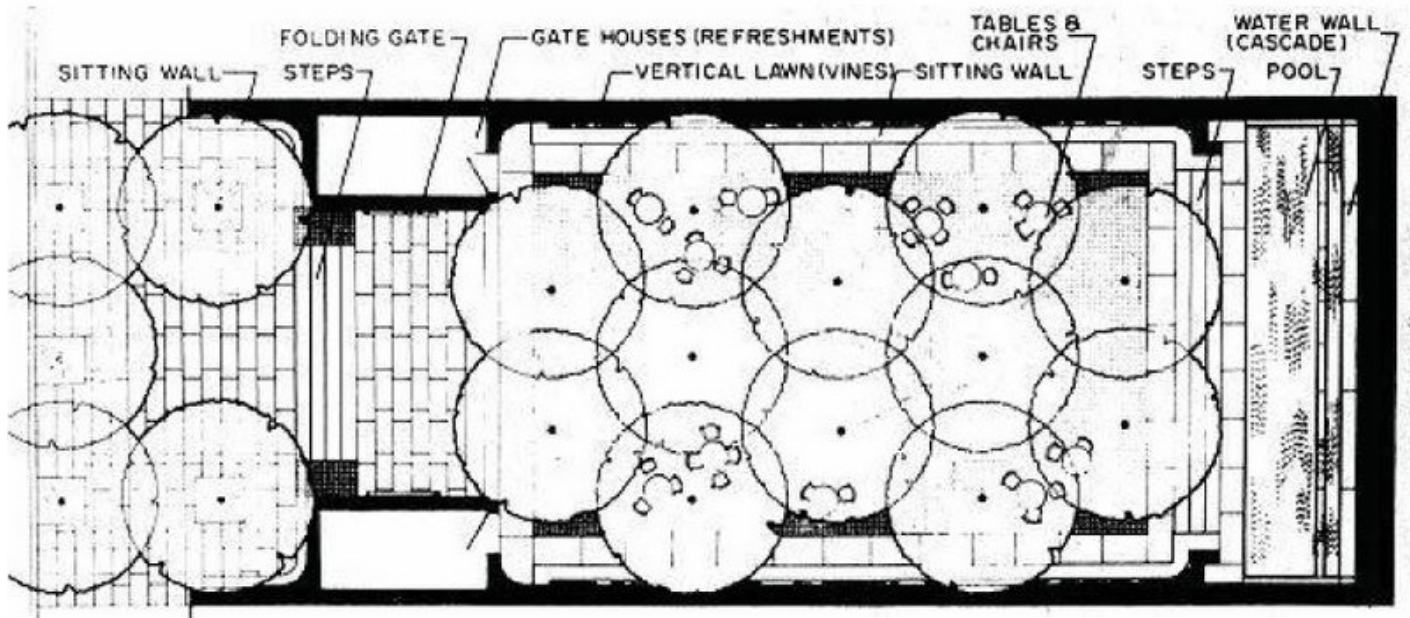 FOLDING GATE
GATE HOUSES (REFRESHMENTS)
TABLES &
CHAIRS
WATER WALL
(CASCADE)
SITTING WALL
STEPS
VERTICAL LAWN (VINES)
SITTING WALL
STEPS
POOL